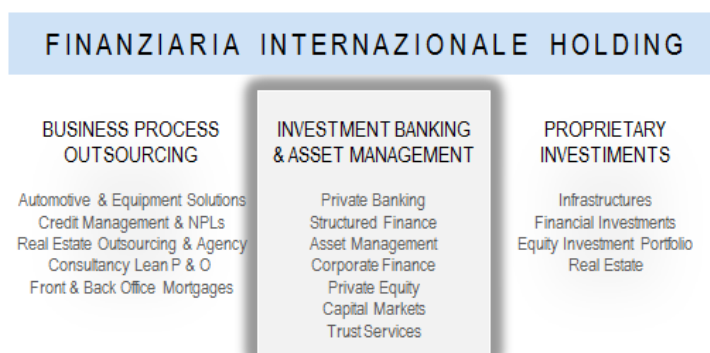 FINANZIARIA INTERNAZIONALE HOLDING
BUSINESS PROCESS
OUTSOURCING
Automotive & Equipment Solutions
Credit Management & NPLs
Real Estate Outsourcing & Agency
Consultancy Lean P & O
Front & Back Office Mortgages
INVESTMENT BANKING
& ASSET MANAGEMENT
Private Banking
Structured Finance
Asset Management
Corporate Finance
Private Equity
Capital Markets
Trust Services
PROPRIETARY
INVESTIMENTS
Infrastructures
Financial Investments
Equity Investment Portfolio
Real Estate